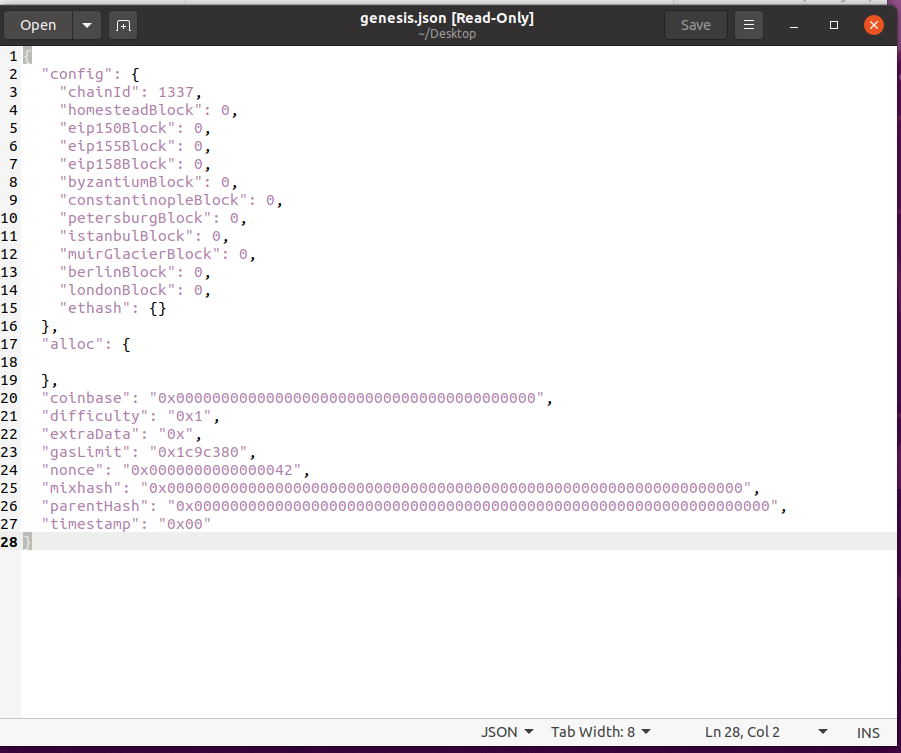 Open
genesis.json [Read-Only]
~/Desktop
Save
1 {
2 "config": {
3 "chainId": 1337,
4 "homesteadBlock": 0,
5 "eip150Block": 0,
6 "eip155Block": 0,
7 "eip158Block": 0,
8 "byzantiumBlock": 0,
9 "constantinopleBlock": 0,
10 "petersburgBlock": 0,
11 "istanbulBlock": 0,
12 "muirGlacierBlock": 0,
13 "berlinBlock": 0,
14 "londonBlock": 0,
15 "ethash": {}
16 },
17 "alloc": {
18
19 },
20 "coinbase": "0x0000000000000000000000000000000000000000",
21 "difficulty": "0x1",
22 "extraData": "0x",
23 "gasLimit": "0x1c9c380",
24 "nonce": "0x0000000000000042",
25 "mixhash": "0x0000000000000000000000000000000000000000000000000000000000000000",
26 "parentHash": "0x0000000000000000000000000000000000000000000000000000000000000000",
27 "timestamp": "0x00"
28 }
JSON Tab Width: 8 Ln 28, Col 2 INS